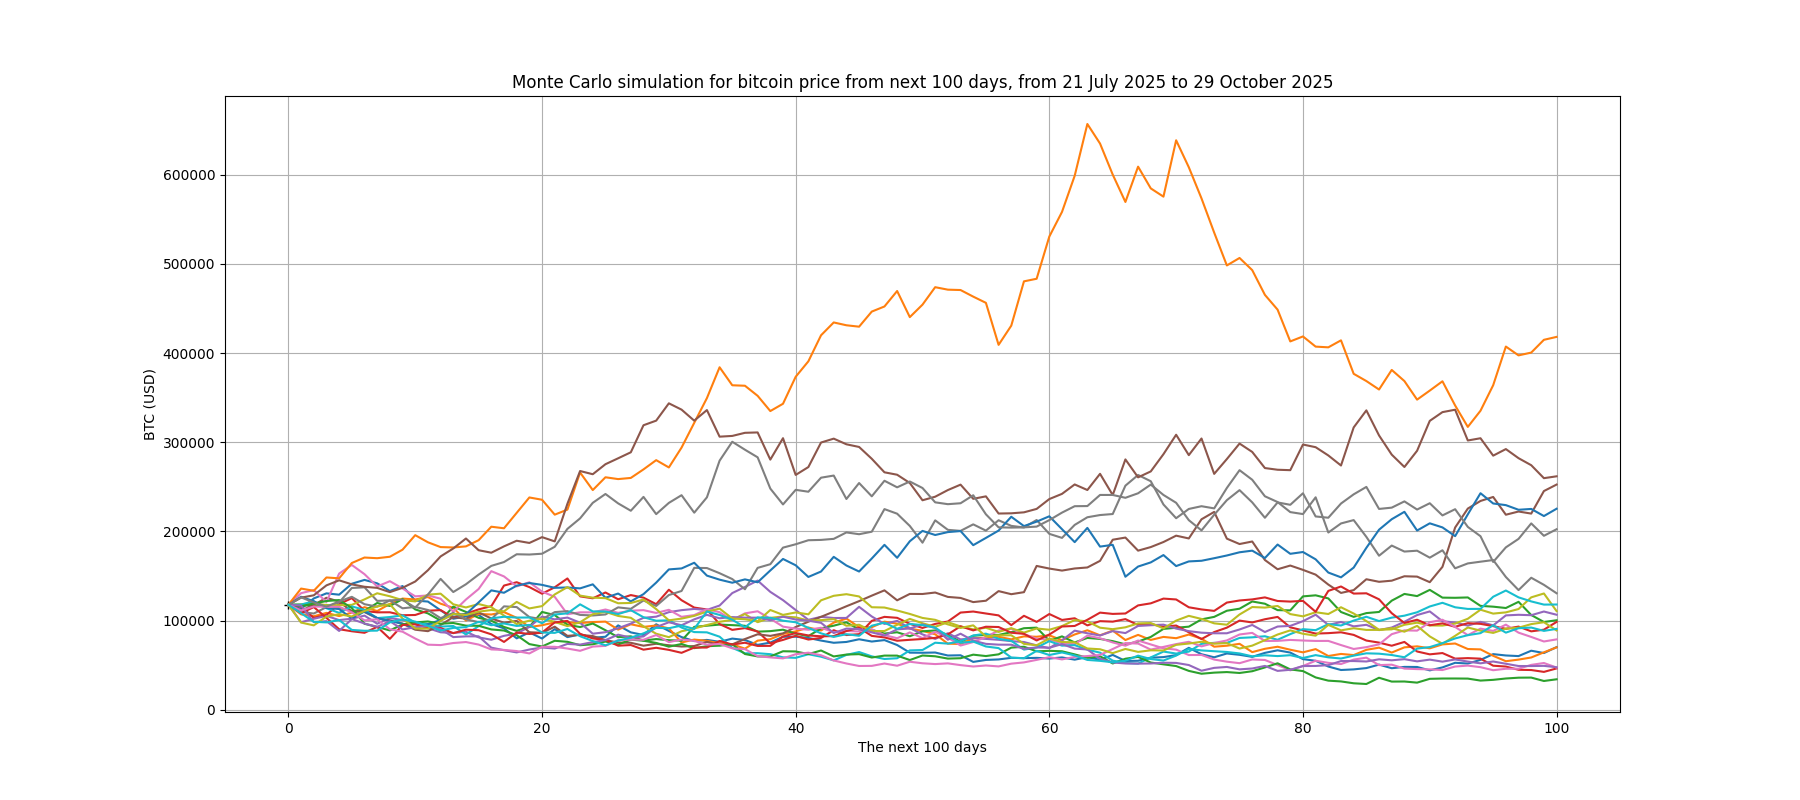 Monte Carlo simulation for bitcoin price from next 100 days, from 21 July 2025 to 29 October 2025
600000
500000
400000
300000
200000
100000
0
BTC (USD)
0 20 40 60 80 100
The next 100 days